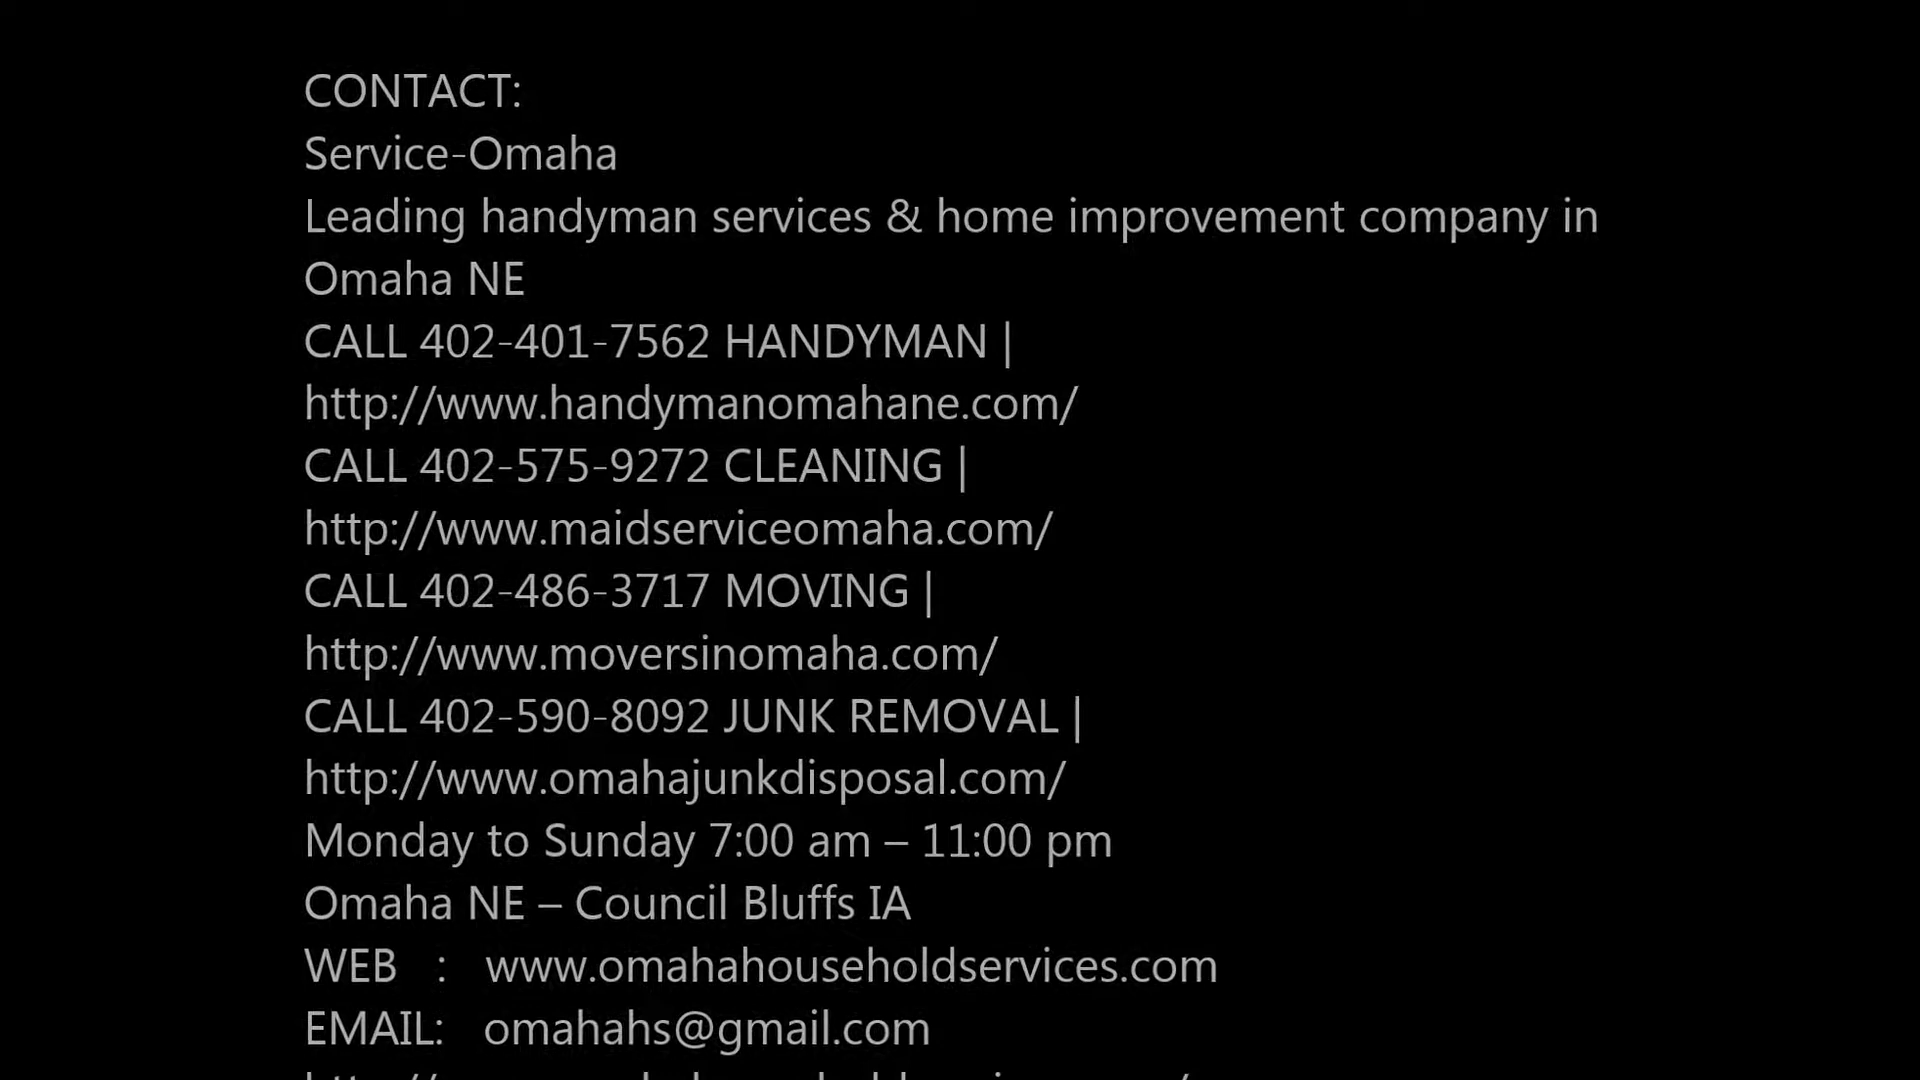 CONTACT:
Service-Omaha
Leading handyman services & home improvement company in
Omaha NE
CALL 402-401-7562 HANDYMAN |
http://www.handymanomahane.com/
CALL 402-575-9272 CLEANING |
http://www.maidserviceomaha.com/
CALL 402-486-3717 MOVING |
http://www.moversinomaha.com/
CALL 402-590-8092 JUNK REMOVAL |
http://www.omahajunkdisposal.com/
Monday to Sunday 7:00 am – 11:00 pm
Omaha NE – Council Bluffs IA
WEB : www.omahahouseholdservices.com
EMAIL: omahahs@gmail.com